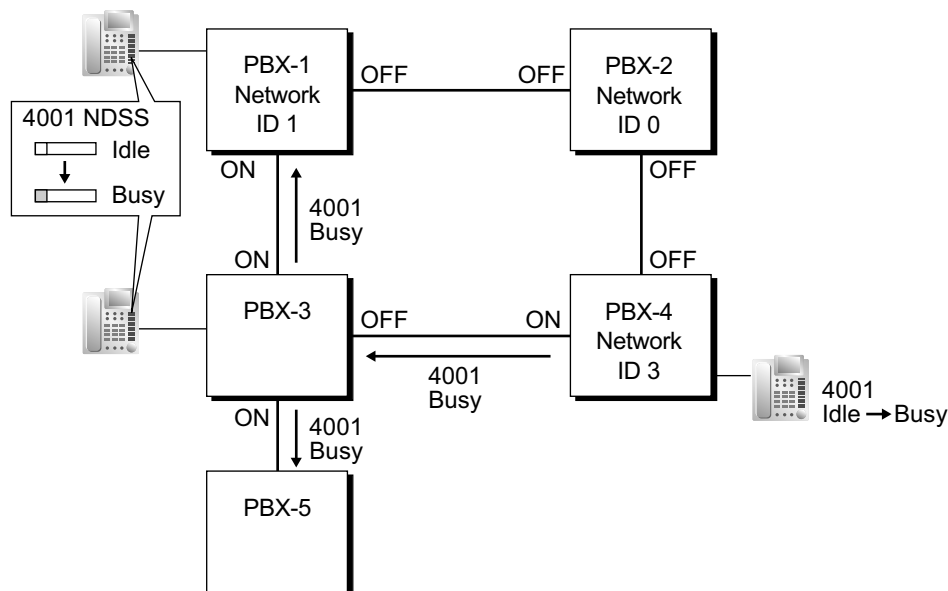 PBX-1
Network
ID 1
OFF
OFF
PBX-2
Network
ID 0
4001 NDSS
Idle
Busy
ON
OFF
4001
Busy
ON
OFF
PBX-3
OFF
ON
PBX-4
Network
ID 3
4001
Busy
4001
Idle → Busy
ON
4001
Busy
PBX-5